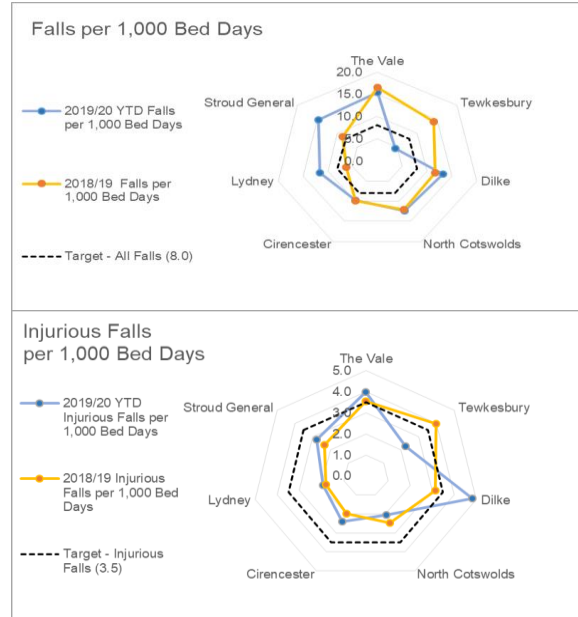 Falls per 1,000 Bed Days
The Vale
20.0
15.0
10.0
5.0
0.0
Tewkesbury
Dilke
North Cotswolds
Cirencester
Lydney
Stroud General
2019/20 YTD Falls
per 1,000 Bed Days
2018/19 Falls per
1,000 Bed Days
Target - All Falls (8.0)
Injurious Falls
per 1,000 Bed Days
The Vale
5.0
4.0
3.0
2.0
1.0
0.0
Tewkesbury
Dilke
North Cotswolds
Cirencester
Lydney
Stroud General
2019/20 YTD
Injurious Falls per
1,000 Bed Days
2018/19 Injurious
Falls per 1,000 Bed
Days
Target - Injurious
Falls (3.5)